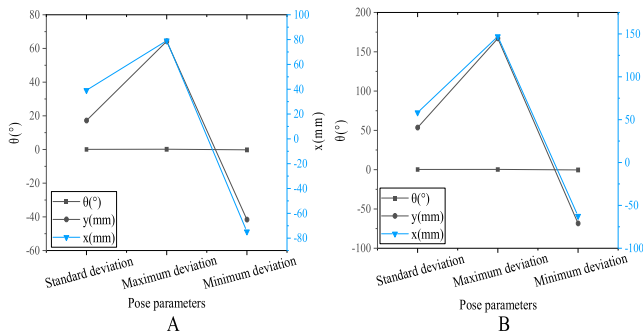 80
60
40
20
0
-20
-40
-60
θ(°)
100
80
60
40
20
0
-20
-40
-60
-80
x(mm)
θ(°)
y(mm)
x(mm)
Standard deviation
Maximum deviation
Minimum deviation
Pose parameters
A
200
150
100
50
0
-50
-100
θ(°)
150
100
50
0
-50
-100
θ(°)
y(mm)
x(mm)
Standard deviation
Maximum deviation
Minimum deviation
Pose parameters
B